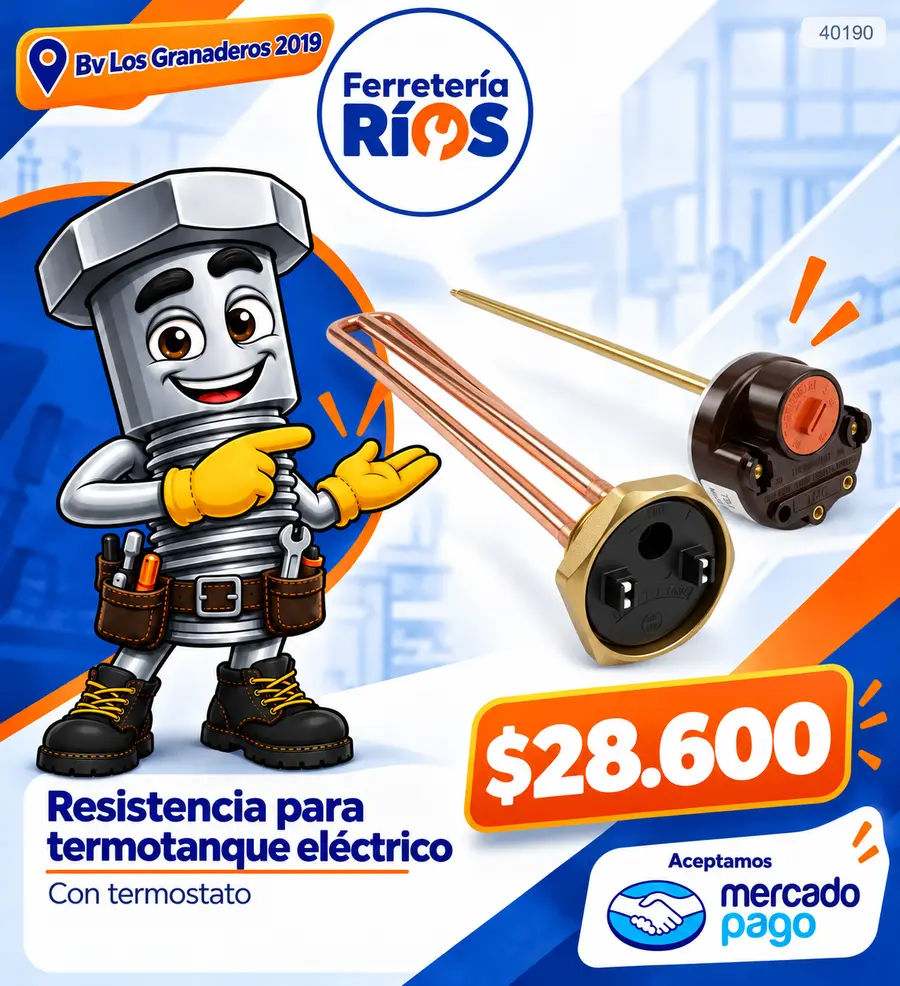 Bv Los Granaderos 2019
Ferretería
RÍOS
40190
$28.600
Resistencia para
termotanque eléctrico
Con termostato
Aceptamos
mercado
pago